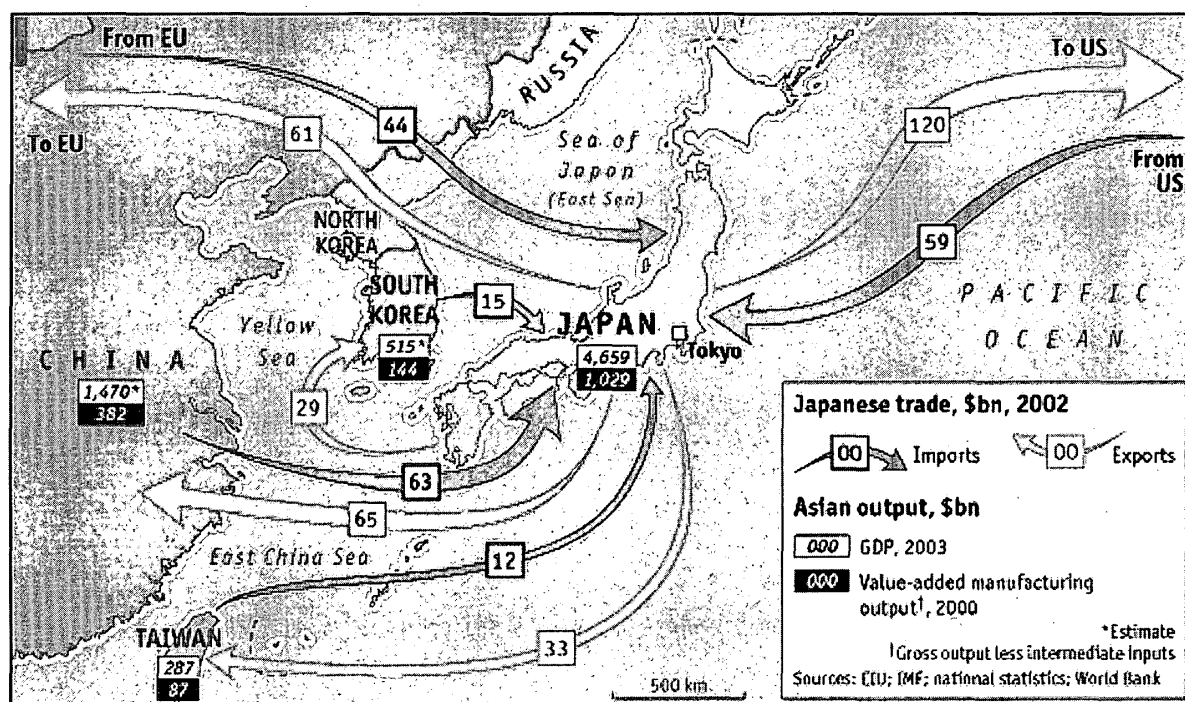 From EU
To US
RUSSIA
61
44
120
To EU
Sea of
Japan
(East Sea)
From
US
NORTH
KOREA
59
SOUTH
KOREA
15
JAPAN
PACIFIC
OCEAN
Yellow
Sea
Tokyo
CHINA
515*
144
4,659
1,029
1,470*
382
29
63
65
East China Sea
12
TAIWAN
287
87
33
500 km
Japanese trade, $bn, 2002
00 Imports
00 Exports
Asian output, $bn
000 GDP, 2003
000 Value-added manufacturing
output†, 2000
*Estimate
†Gross output less intermediate inputs
Sources: EIU; IMF; national statistics; World Bank